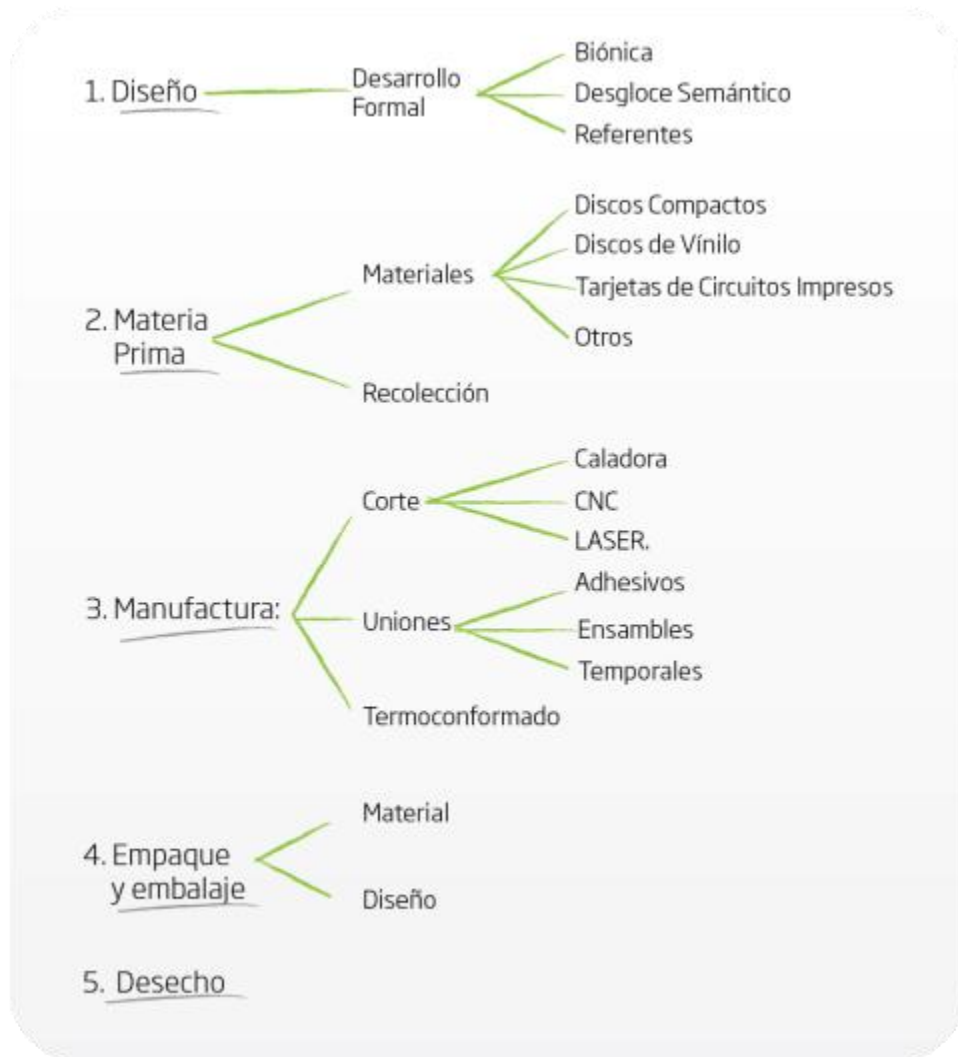 1. Diseño
Desarrollo
Formal
Biónica
Desgloce Semántico
Referentes
2. Materia
Prima
Materiales
Discos Compactos
Discos de Vínilo
Tarjetas de Circuitos Impresos
Otros
Recolección
3. Manufactura:
Corte
Caladora
CNC
LASER.
Uniones
Adhesivos
Ensambles
Temporales
Termoconformado
4. Empaque
y embalaje
Material
Diseño
5. Desecho